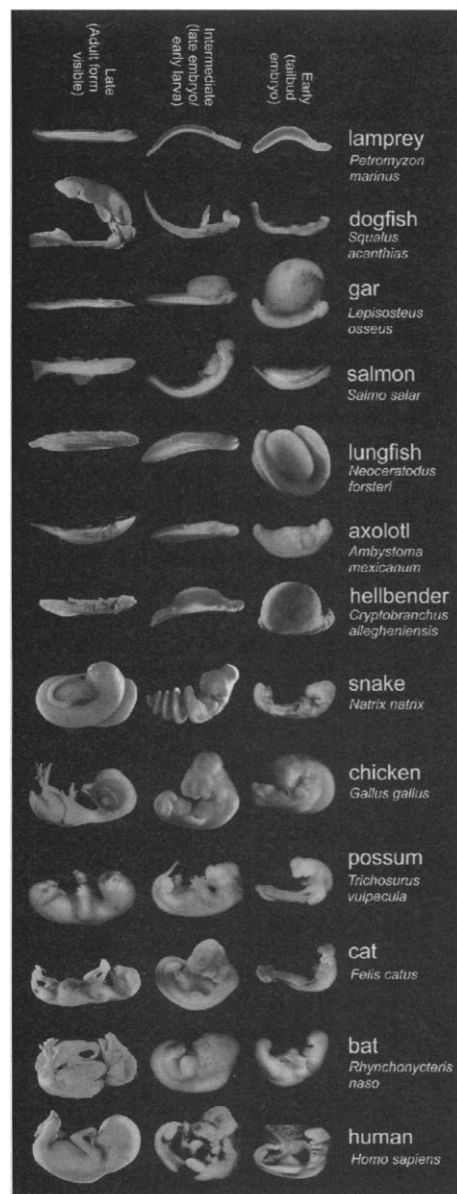 Late
(Adult form
visible)
Intermediate
(late embryo/
early larva)
Early
(tailbud
embryo)
lamprey
Petromyzon
marinus
dogfish
Squalus
acanthias
gar
Lepisosteus
osseus
salmon
Salmo salar
lungfish
Neoceratodus
forsteri
axolotl
Ambystoma
mexicanum
hellbender
Cryptobranchus
allegheniensis
snake
Natrix natrix
chicken
Gallus gallus
possum
Trichosurus
vulpecula
cat
Felis catus
bat
Rhynchonycteris
naso
human
Homo sapiens